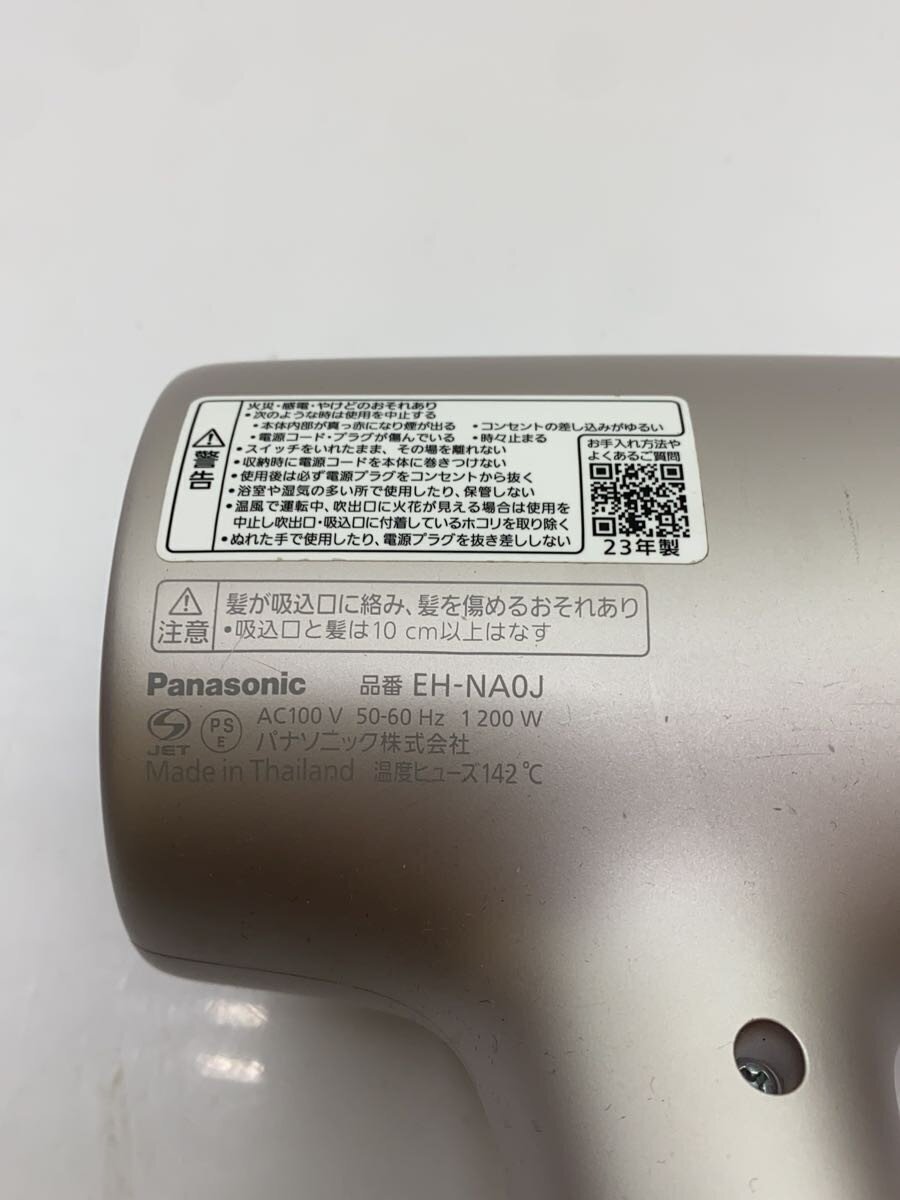 火災・感電・やけどのおそれあり
•次のような時は使用を中止する
•本体内部が真っ赤になり煙が出る •コンセントの差し込みがゆるい
•電源コード・プラグが傷んでいる •時々止まる
•スイッチをいれたまま、その場を離れない
•収納時に電源コードを本体に巻きつけない
•使用後は必ず電源プラグをコンセントから抜く
•浴室や湿気の多い所で使用したり、保管しない
•温風で運転中、吹出口に火花が見える場合は使用を
中止し吹出口・吸込口に付着しているホコリを取り除く
•ぬれた手で使用したり、電源プラグを抜き差ししない
警告
お手入れ方法や
よくあるご質問
23年製
注意
髪が吸込口に絡み、髪を傷めるおそれあり
•吸込口と髪は10 cm以上はなす
Panasonic 品番 EH-NA0J
JET PS E AC100 V 50-60 Hz 1 200 W
パナソニック株式会社
Made in Thailand 温度ヒューズ142℃